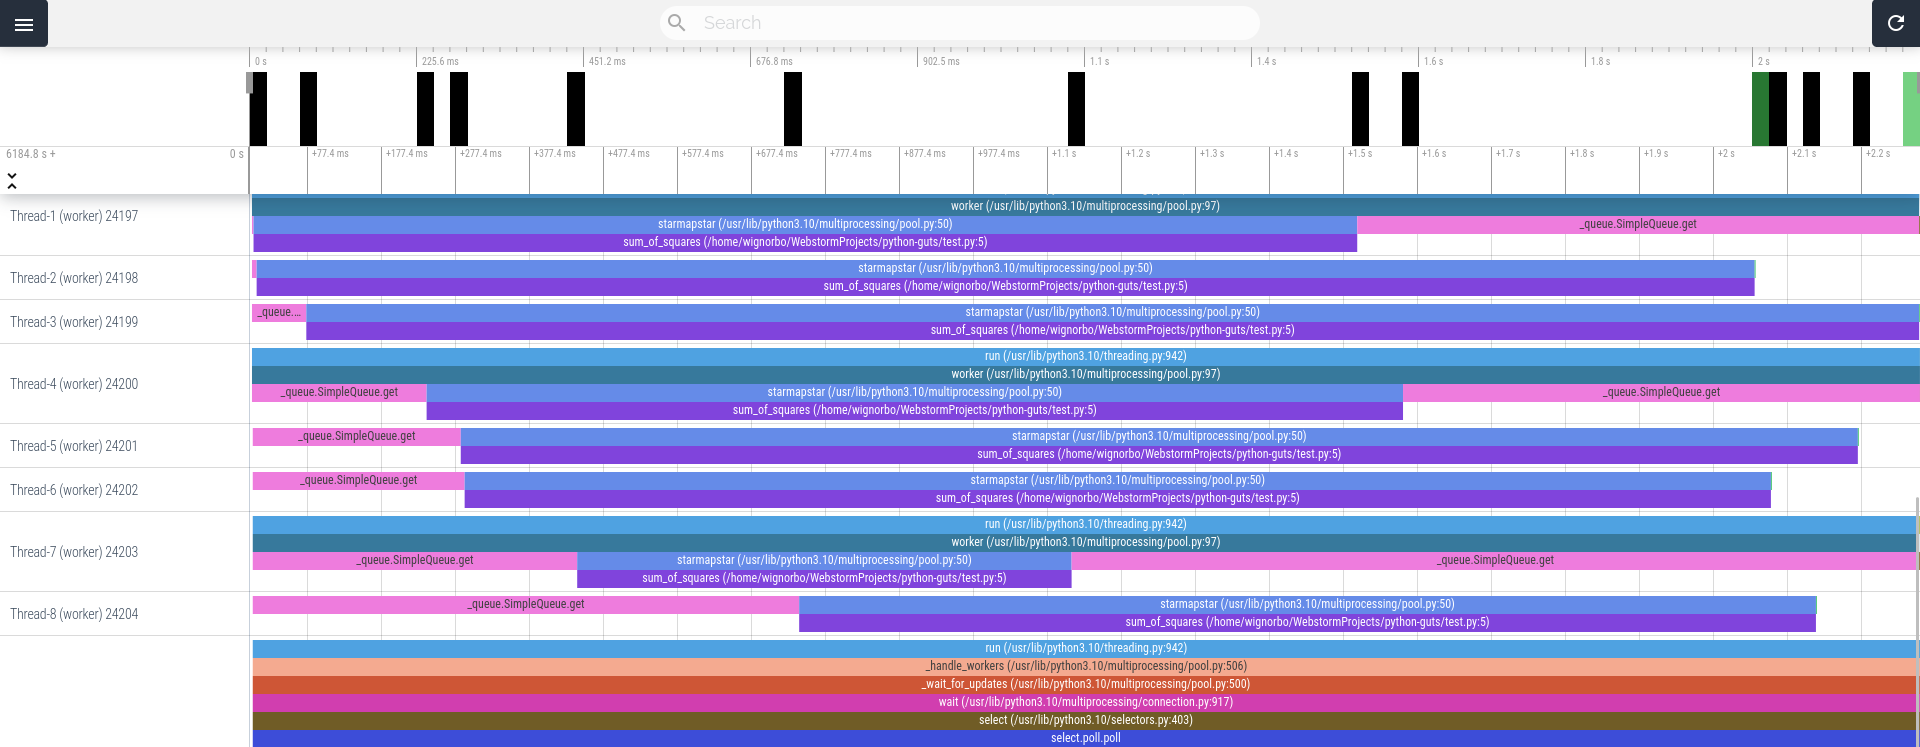 Search
0 s 225.6 ms 451.2 ms 676.8 ms 902.5 ms 1.1 s 1.4 s 1.6 s 1.8 s 2 s
6184.8 s + 0 s +77.4 ms +177.4 ms +277.4 ms +377.4 ms +477.4 ms +577.4 ms +677.4 ms +777.4 ms +877.4 ms +977.4 ms +1.1 s +1.2 s +1.3 s +1.4 s +1.5 s +1.6 s +1.7 s +1.8 s +1.9 s +2 s +2.1 s +2.2 s
worker (/usr/lib/python3.10/multiprocessing/pool.py:97)
Thread-1 (worker) 24197
starmapstar (/usr/lib/python3.10/multiprocessing/pool.py:50) _queue.SimpleQueue.get
sum_of_squares (/home/wignorbo/WebstormProjects/python-guts/test.py:5)
starmapstar (/usr/lib/python3.10/multiprocessing/pool.py:50)
Thread-2 (worker) 24198
sum_of_squares (/home/wignorbo/WebstormProjects/python-guts/test.py:5)
_queue.... starmapstar (/usr/lib/python3.10/multiprocessing/pool.py:50)
Thread-3 (worker) 24199
sum_of_squares (/home/wignorbo/WebstormProjects/python-guts/test.py:5)
run (/usr/lib/python3.10/threading.py:942)
worker (/usr/lib/python3.10/multiprocessing/pool.py:97)
Thread-4 (worker) 24200
_queue.SimpleQueue.get starmapstar (/usr/lib/python3.10/multiprocessing/pool.py:50) _queue.SimpleQueue.get
sum_of_squares (/home/wignorbo/WebstormProjects/python-guts/test.py:5)
_queue.SimpleQueue.get starmapstar (/usr/lib/python3.10/multiprocessing/pool.py:50)
Thread-5 (worker) 24201
sum_of_squares (/home/wignorbo/WebstormProjects/python-guts/test.py:5)
_queue.SimpleQueue.get starmapstar (/usr/lib/python3.10/multiprocessing/pool.py:50)
Thread-6 (worker) 24202
sum_of_squares (/home/wignorbo/WebstormProjects/python-guts/test.py:5)
run (/usr/lib/python3.10/threading.py:942)
worker (/usr/lib/python3.10/multiprocessing/pool.py:97)
Thread-7 (worker) 24203
_queue.SimpleQueue.get starmapstar (/usr/lib/python3.10/multiprocessing/pool.py:50) _queue.SimpleQueue.get
sum_of_squares (/home/wignorbo/WebstormProjects/python-guts/test.py:5)
_queue.SimpleQueue.get starmapstar (/usr/lib/python3.10/multiprocessing/pool.py:50)
Thread-8 (worker) 24204
sum_of_squares (/home/wignorbo/WebstormProjects/python-guts/test.py:5)
run (/usr/lib/python3.10/threading.py:942)
_handle_workers (/usr/lib/python3.10/multiprocessing/pool.py:506)
_wait_for_updates (/usr/lib/python3.10/multiprocessing/pool.py:500)
wait (/usr/lib/python3.10/multiprocessing/connection.py:917)
select (/usr/lib/python3.10/selectors.py:403)
select.poll.poll